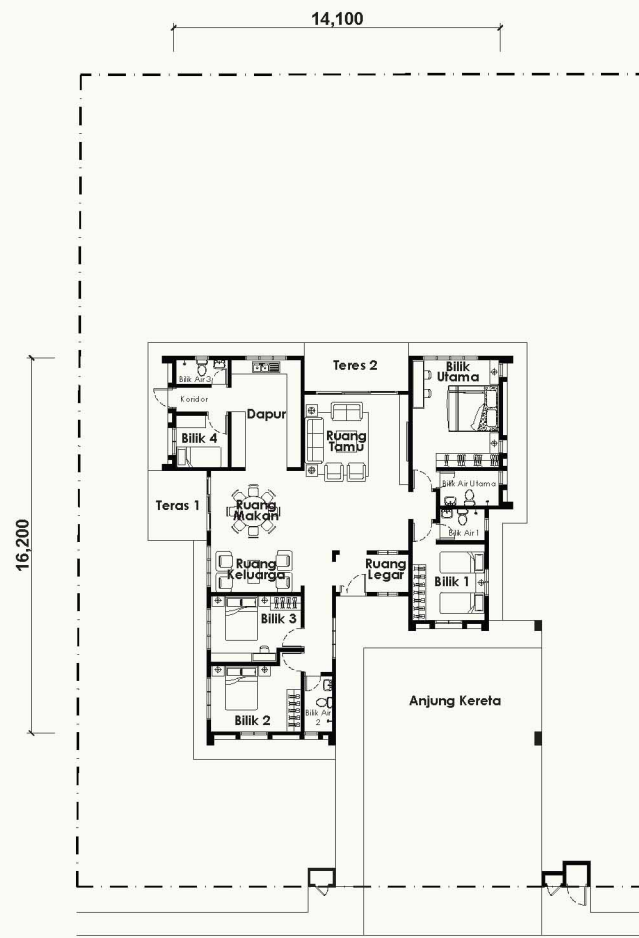 14,100
16,200
Teres 2
Bilik
Utama
Bilik Air 3
Koridor
Dapur
Bilik 4
Ruang
Tamu
Bilik Air Utama
Teras 1
Ruang
Makan
Bilik Air 1
Ruang
Keluarga
Ruang
Legar
Bilik 1
Bilik 3
Bilik 2
Bilik Air
2
Anjung Kereta